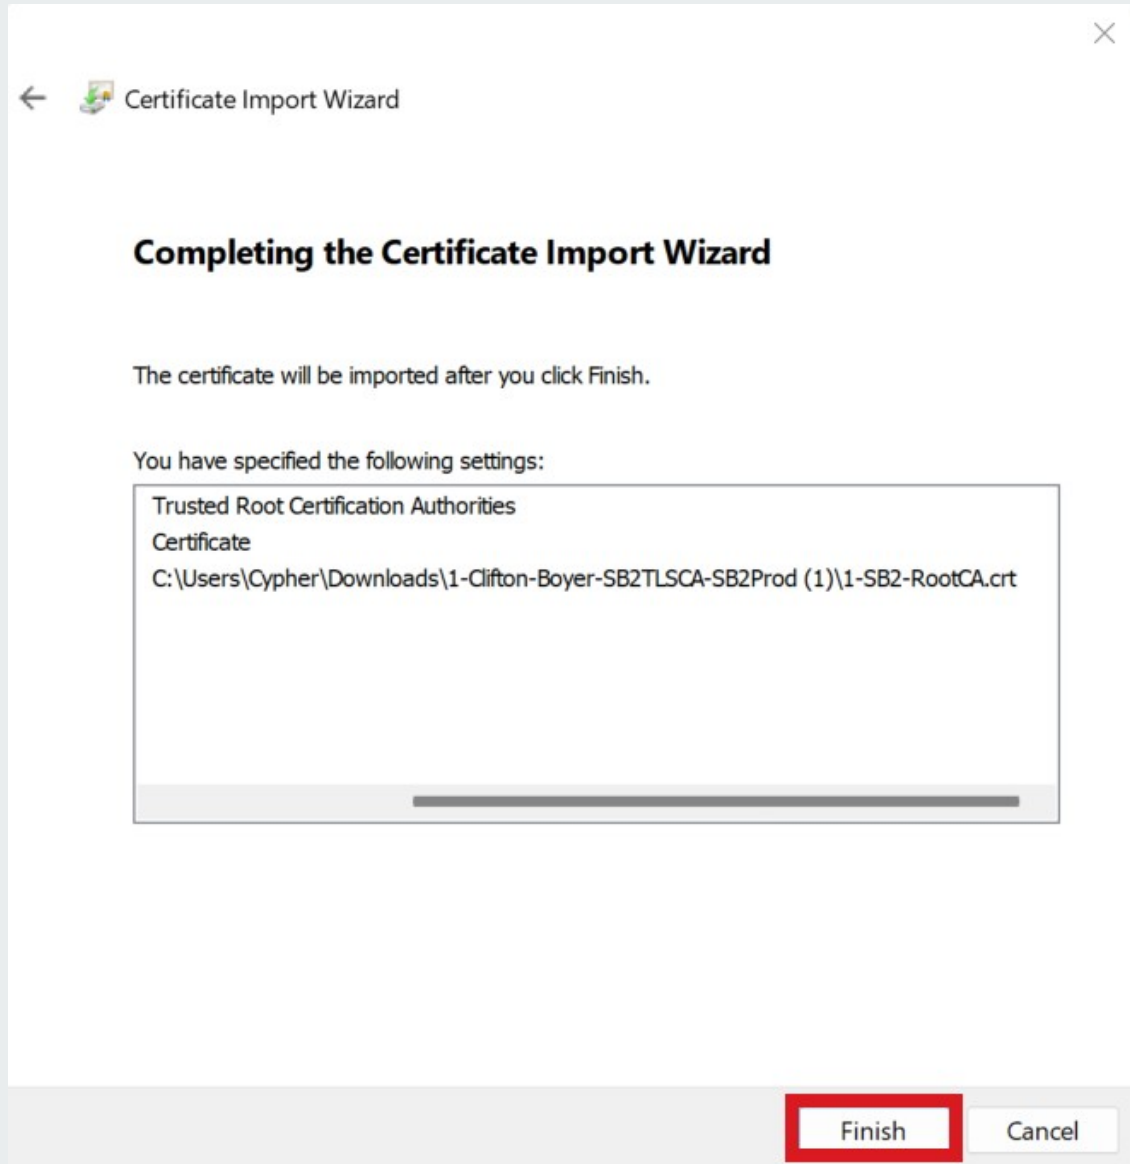 Certificate Import Wizard
Completing the Certificate Import Wizard
The certificate will be imported after you click Finish.
You have specified the following settings:
Trusted Root Certification Authorities
Certificate
C:\Users\Cypher\Downloads\1-Clifton-Boyer-SB2TLSCA-SB2Prod (1)\1-SB2-RootCA.crt
Finish Cancel